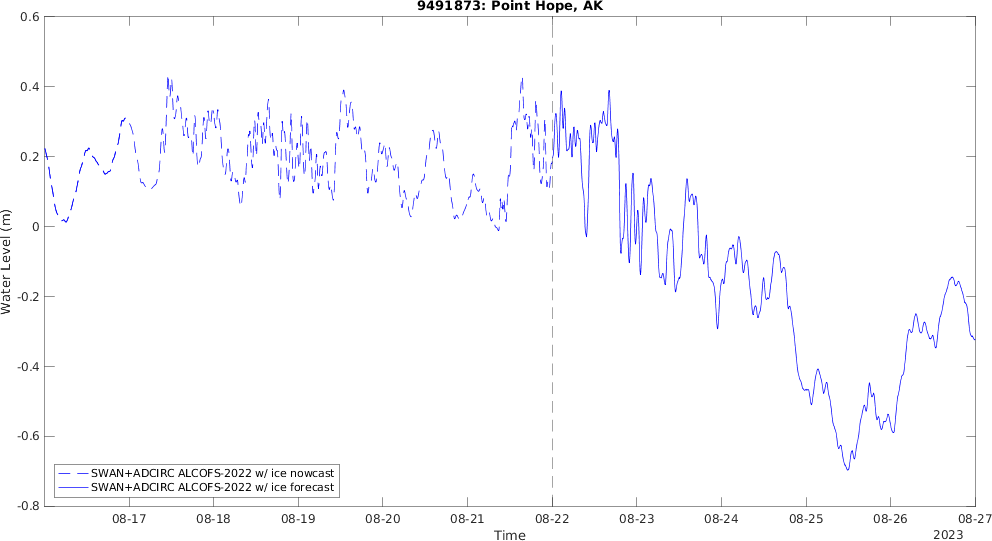 9491873: Point Hope, AK
0.6
0.4
0.2
0
-0.2
-0.4
-0.6
-0.8
Water Level (m)
SWAN+ADCIRC ALCOFS-2022 w/ ice nowcast
SWAN+ADCIRC ALCOFS-2022 w/ ice forecast
08-17 08-18 08-19 08-20 08-21 08-22 08-23 08-24 08-25 08-26 08-27
Time
2023